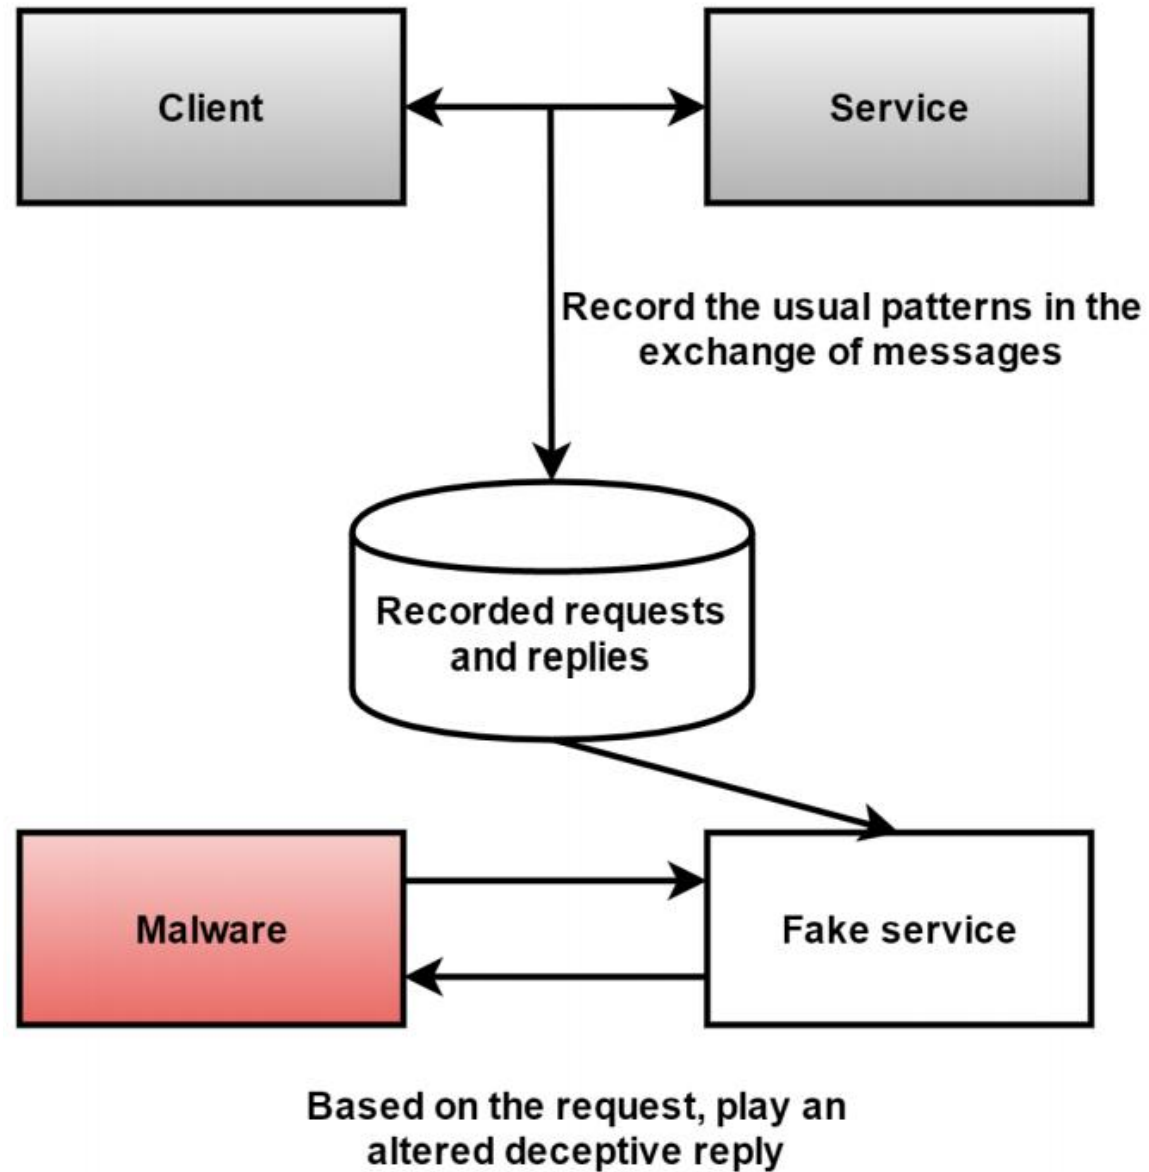 Client
Service
Record the usual patterns in the
exchange of messages
Recorded requests
and replies
Malware
Fake service
Based on the request, play an
altered deceptive reply